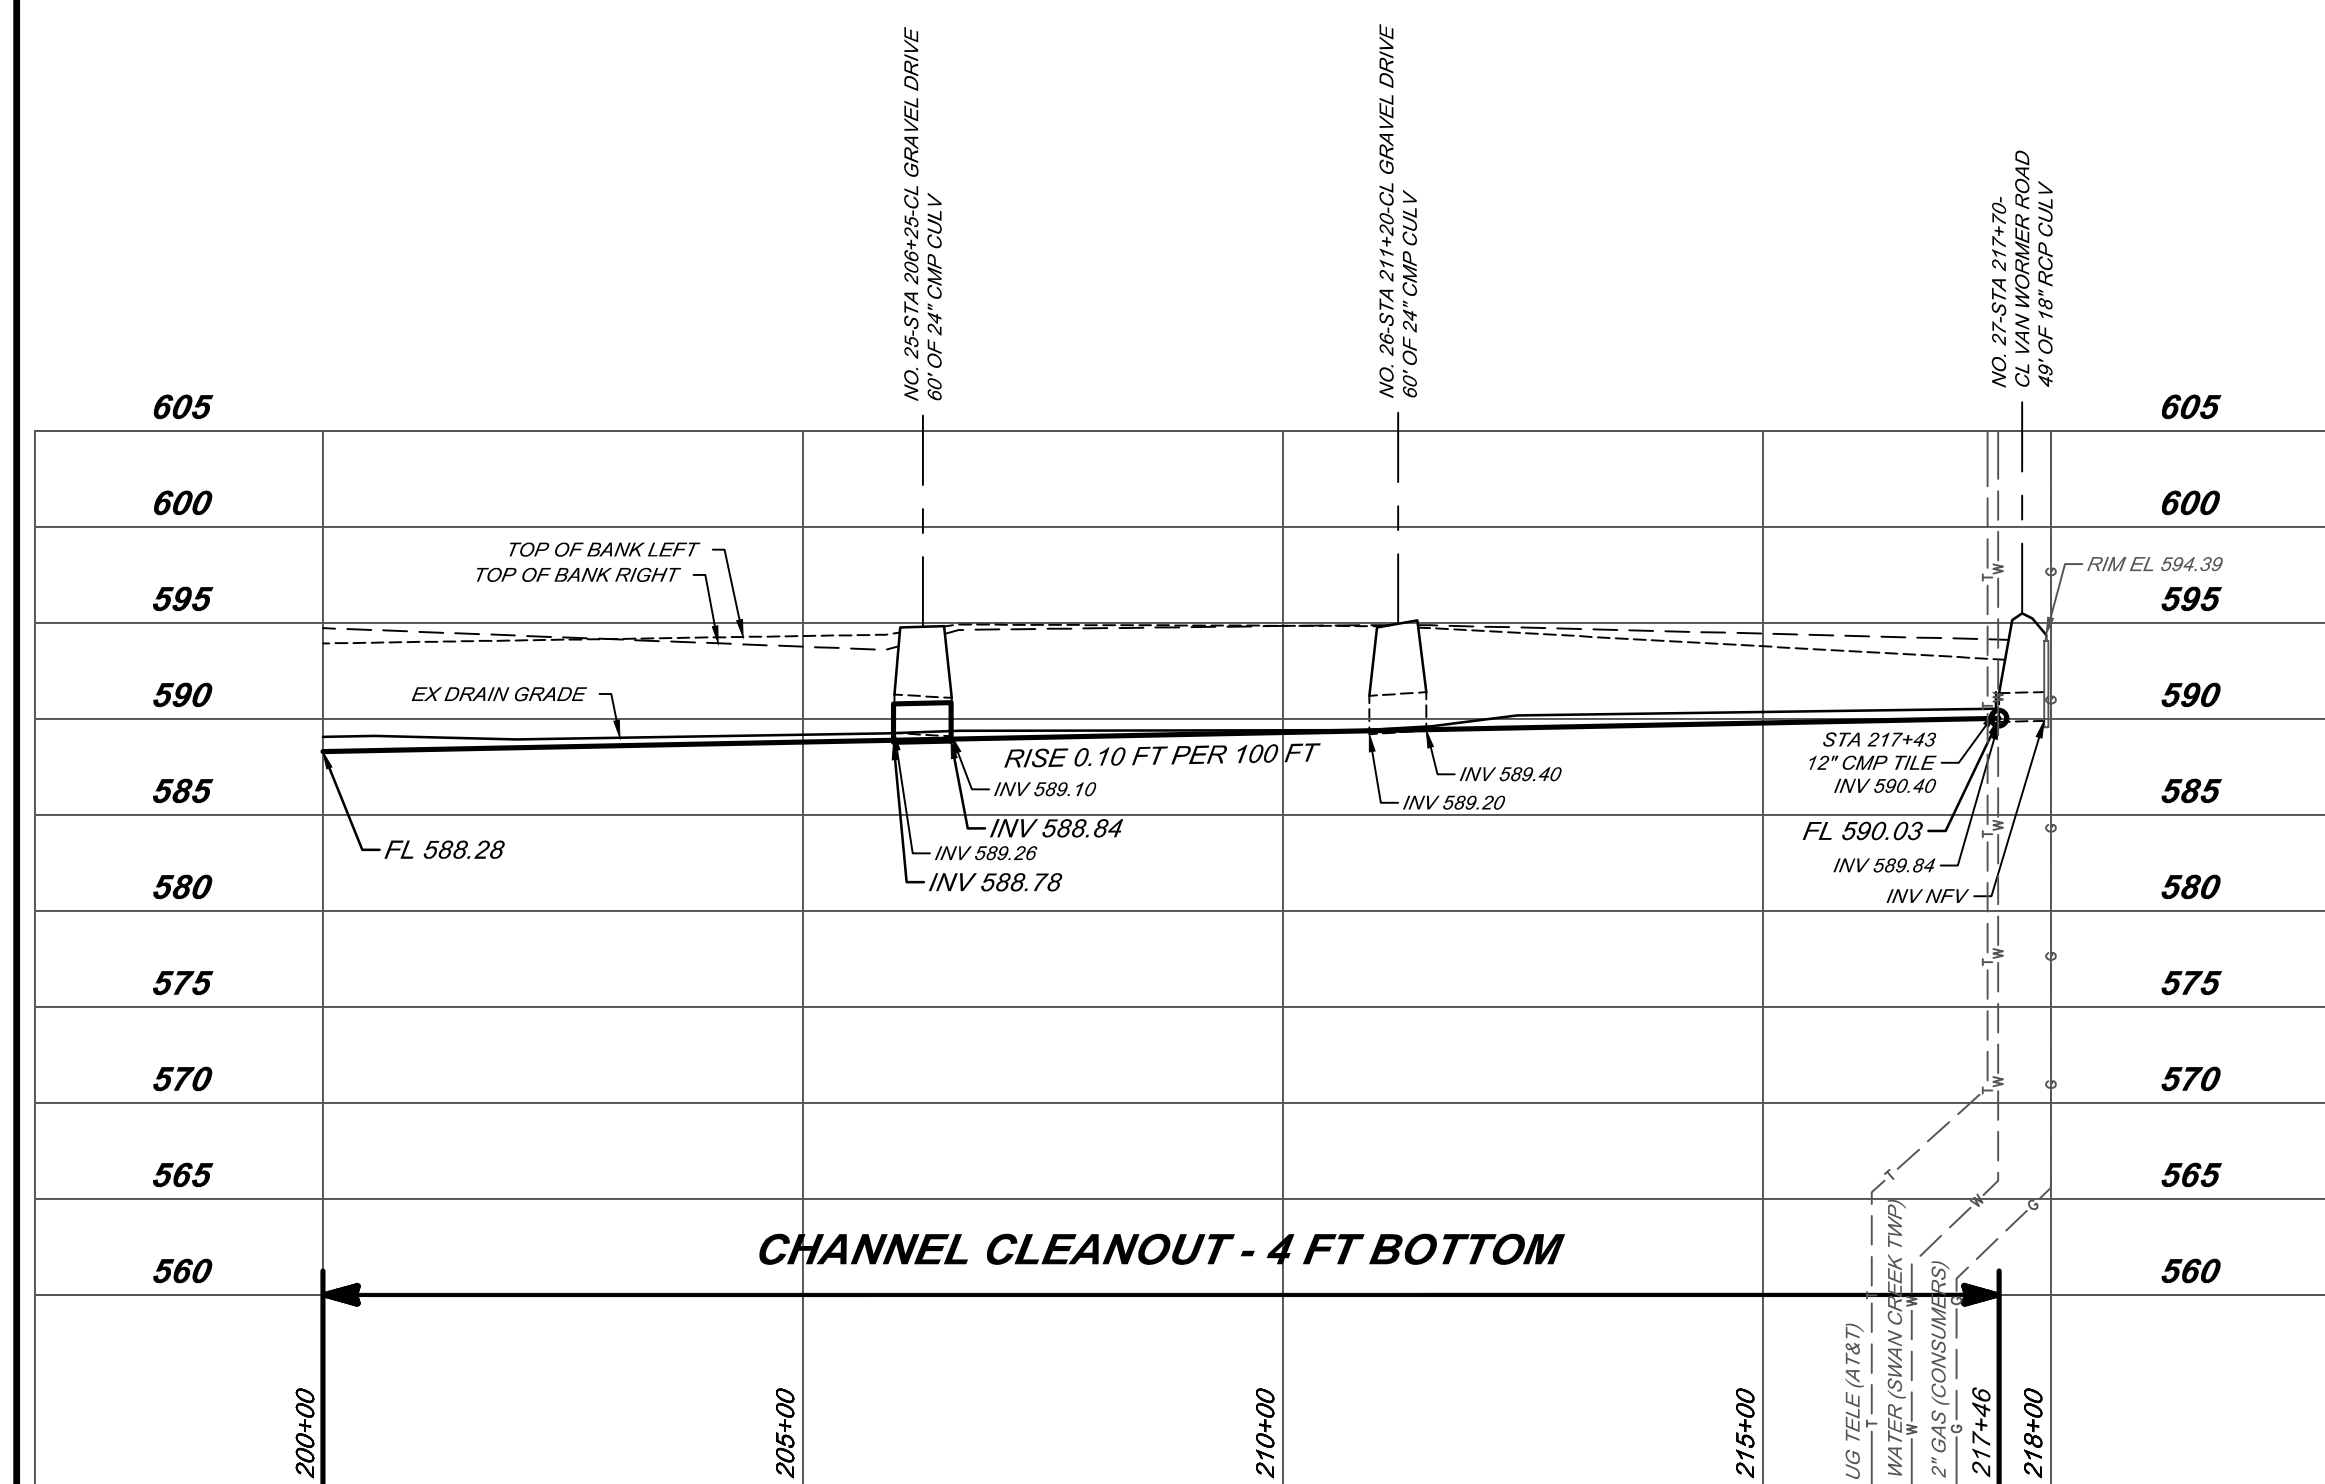 NO. 25-STA 206+25-CL GRAVEL DRIVE
60' OF 24" CMP CULV
NO. 26-STA 211+20-CL GRAVEL DRIVE
60' OF 24" CMP CULV
NO. 27-STA 217+70-
CL VAN WORMER ROAD
49' OF 18" RCP CULV
605
605
600
600
TOP OF BANK LEFT
TOP OF BANK RIGHT
RIM EL 594.39
595
595
T
W
G
EX DRAIN GRADE
590
590
T
W
G
STA 217+43
12" CMP TILE
INV 590.40
RISE 0.10 FT PER 100 FT
INV 589.10
INV 589.40
INV 589.20
585
585
INV 588.84
FL 590.03
T
W
G
FL 588.28
INV 589.26
INV 588.78
INV 589.84
INV NFV
580
580
T
W
G
575
575
570
570
T
W
G
565
565
T
W
G
CHANNEL CLEANOUT - 4 FT BOTTOM
560
560
T
W
G
UG TELE (AT&T)
WATER (SWAN CREEK TWP)
2" GAS (CONSUMERS)
T
W
G
200+00
205+00
210+00
215+00
217+46
218+00